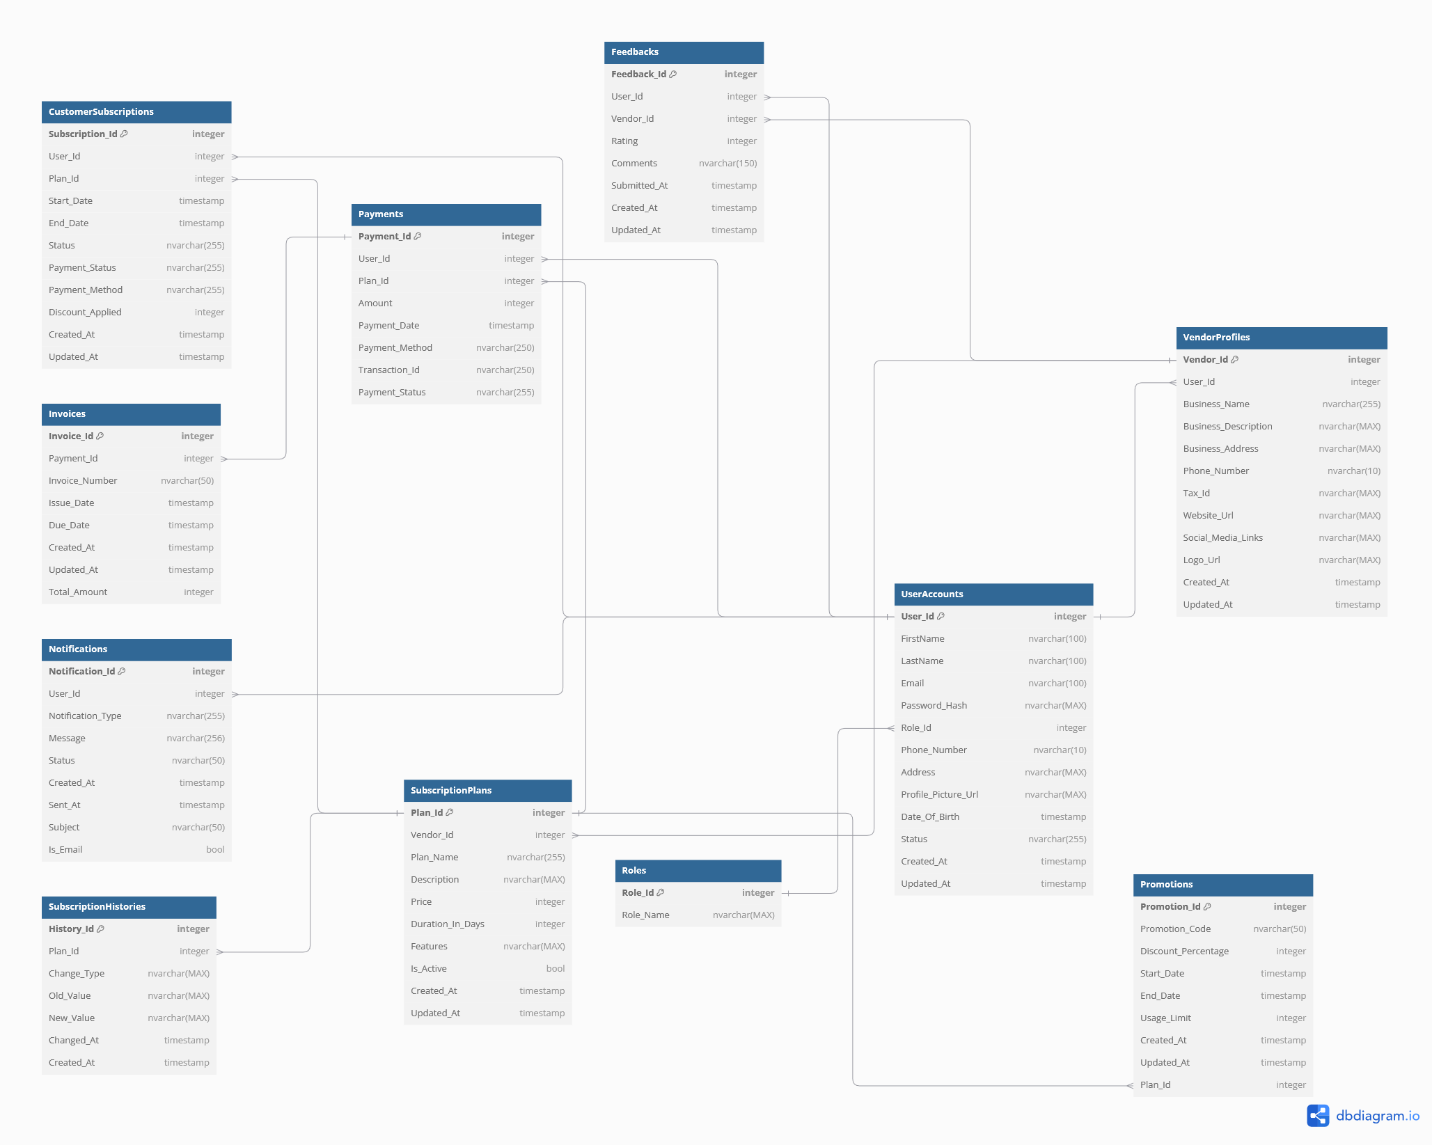 Feedbacks
Feedback_Id integer
User_Id integer
Vendor_Id integer
Rating integer
Comments nvarchar(150)
Submitted_At timestamp
Created_At timestamp
Updated_At timestamp
CustomerSubscriptions
Subscription_Id integer
User_Id integer
Plan_Id integer
Start_Date timestamp
End_Date timestamp
Status nvarchar(255)
Payment_Status nvarchar(255)
Payment_Method nvarchar(255)
Discount_Applied integer
Created_At timestamp
Updated_At timestamp
Payments
Payment_Id integer
User_Id integer
Plan_Id integer
Amount integer
Payment_Date timestamp
Payment_Method nvarchar(250)
Transaction_Id nvarchar(250)
Payment_Status nvarchar(255)
VendorProfiles
Vendor_Id integer
User_Id integer
Business_Name nvarchar(255)
Business_Description nvarchar(MAX)
Business_Address nvarchar(MAX)
Phone_Number nvarchar(10)
Tax_Id nvarchar(MAX)
Website_Url nvarchar(MAX)
Social_Media_Links nvarchar(MAX)
Logo_Url nvarchar(MAX)
Created_At timestamp
Updated_At timestamp
Invoices
Invoice_Id integer
Payment_Id integer
Invoice_Number nvarchar(50)
Issue_Date timestamp
Due_Date timestamp
Created_At timestamp
Updated_At timestamp
Total_Amount integer
UserAccounts
User_Id integer
FirstName nvarchar(100)
LastName nvarchar(100)
Email nvarchar(100)
Password_Hash nvarchar(MAX)
Role_Id integer
Phone_Number nvarchar(10)
Address nvarchar(MAX)
Profile_Picture_Url nvarchar(MAX)
Date_Of_Birth timestamp
Status nvarchar(255)
Created_At timestamp
Updated_At timestamp
Notifications
Notification_Id integer
User_Id integer
Notification_Type nvarchar(255)
Message nvarchar(256)
Status nvarchar(50)
Created_At timestamp
Sent_At timestamp
Subject nvarchar(50)
Is_Email bool
SubscriptionPlans
Plan_Id integer
Vendor_Id integer
Plan_Name nvarchar(255)
Description nvarchar(MAX)
Price integer
Duration_In_Days integer
Features nvarchar(MAX)
Is_Active bool
Created_At timestamp
Updated_At timestamp
Roles
Role_Id integer
Role_Name nvarchar(MAX)
Promotions
Promotion_Id integer
Promotion_Code nvarchar(50)
Discount_Percentage integer
Start_Date timestamp
End_Date timestamp
Usage_Limit integer
Created_At timestamp
Updated_At timestamp
Plan_Id integer
SubscriptionHistories
History_Id integer
Plan_Id integer
Change_Type nvarchar(MAX)
Old_Value nvarchar(MAX)
New_Value nvarchar(MAX)
Changed_At timestamp
Created_At timestamp
dbdiagram.io